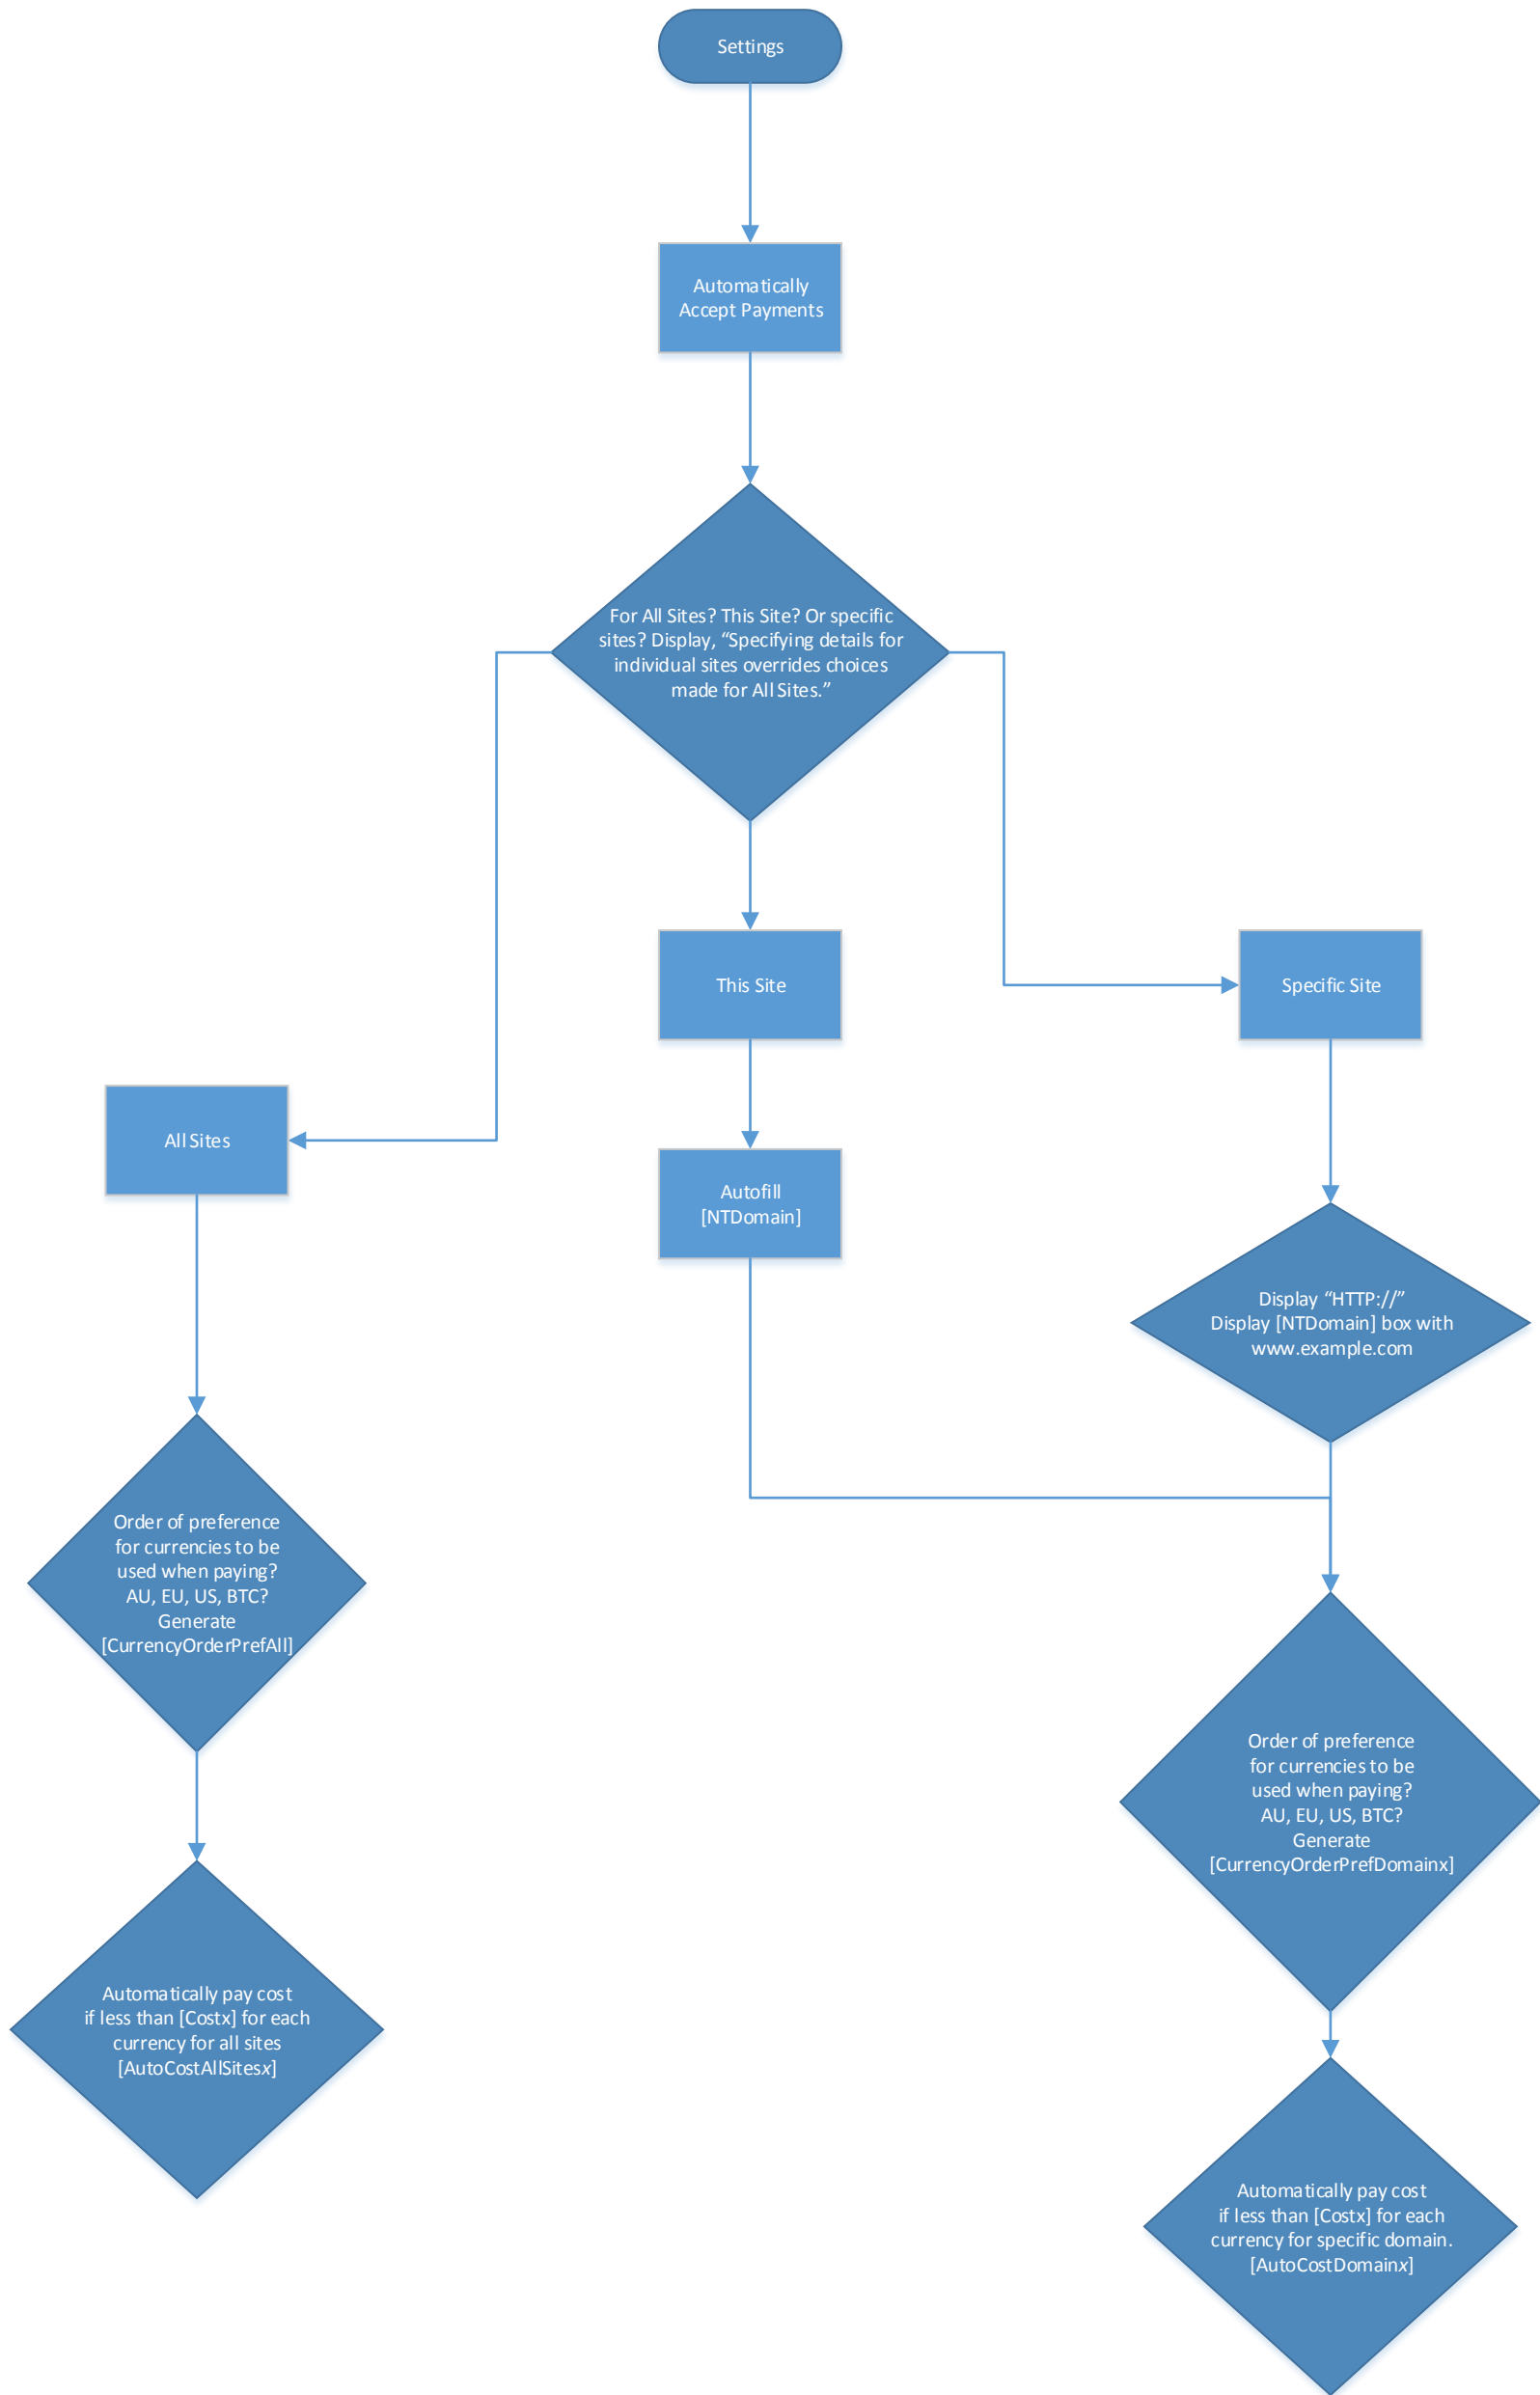 Settings
Automatically
Accept Payments
For All Sites? This Site? Or specific
sites? Display, “Specifying details for
individual sites overrides choices
made for All Sites.”
This Site
Specific Site
All Sites
Autofill
[NTDomain]
Display “HTTP://”
Display [NTDomain] box with
www.example.com
Order of preference
for currencies to be
used when paying?
AU, EU, US, BTC?
Generate
[CurrencyOrderPrefAll]
Order of preference
for currencies to be
used when paying?
AU, EU, US, BTC?
Generate
[CurrencyOrderPrefDomainx]
Automatically pay cost
if less than [Costx] for each
currency for all sites
[AutoCostAllSitesx]
Automatically pay cost
if less than [Costx] for each
currency for specific domain.
[AutoCostDomainx]